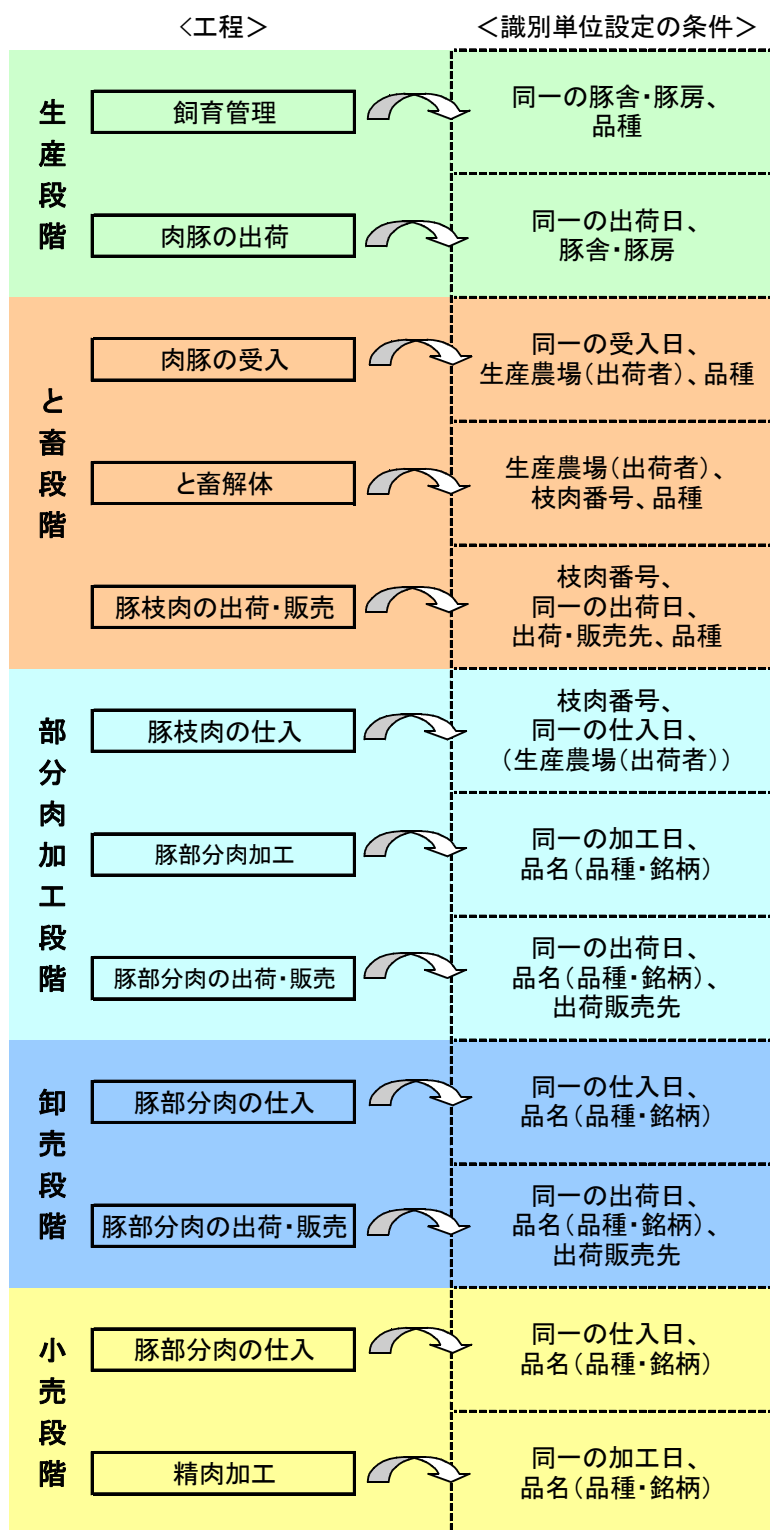 <工程>
＜識別単位設定の条件＞
生産段階
飼育管理
同一の豚舎・豚房、
品種
肉豚の出荷
同一の出荷日、
豚舎・豚房
と畜段階
肉豚の受入
同一の受入日、
生産農場(出荷者)、品種
と畜解体
生産農場(出荷者)、
枝肉番号、品種
豚枝肉の出荷・販売
枝肉番号、
同一の出荷日、
出荷・販売先、品種
部分肉加工段階
豚枝肉の仕入
枝肉番号、
同一の仕入日、
(生産農場(出荷者))
豚部分肉加工
同一の加工日、
品名(品種・銘柄)
豚部分肉の出荷・販売
同一の出荷日、
品名(品種・銘柄)、
出荷販売先
卸売段階
豚部分肉の仕入
同一の仕入日、
品名(品種・銘柄)
豚部分肉の出荷・販売
同一の出荷日、
品名(品種・銘柄)、
出荷販売先
小売段階
豚部分肉の仕入
同一の仕入日、
品名(品種・銘柄)
精肉加工
同一の加工日、
品名(品種・銘柄)